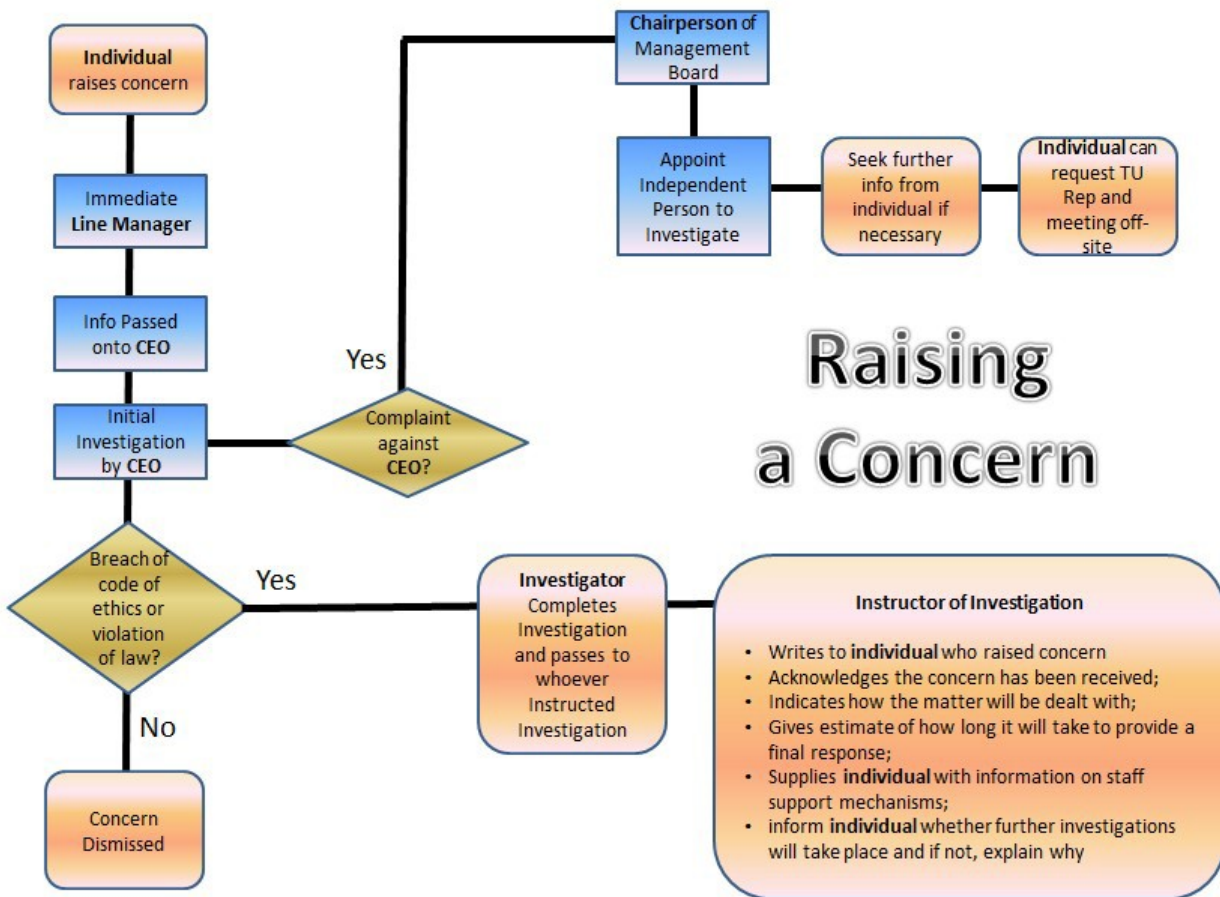 Individual
raises concern
Immediate
Line Manager
Info Passed
onto CEO
Initial
Investigation
by CEO
Complaint
against
CEO?
Yes
Chairperson of
Management
Board
Appoint
Independent
Person to
Investigate
Seek further
info from
individual if
necessary
Individual can
request TU
Rep and
meeting off-
site
Raising
a Concern
Breach of
code of
ethics or
violation
of law?
Yes
No
Concern
Dismissed
Investigator
Completes
Investigation
and passes to
whoever
Instructed
Investigation
Instructor of Investigation
• Writes to individual who raised concern
• Acknowledges the concern has been received;
• Indicates how the matter will be dealt with;
• Gives estimate of how long it will take to provide a
final response;
• Supplies individual with information on staff
support mechanisms;
• inform individual whether further investigations
will take place and if not, explain why